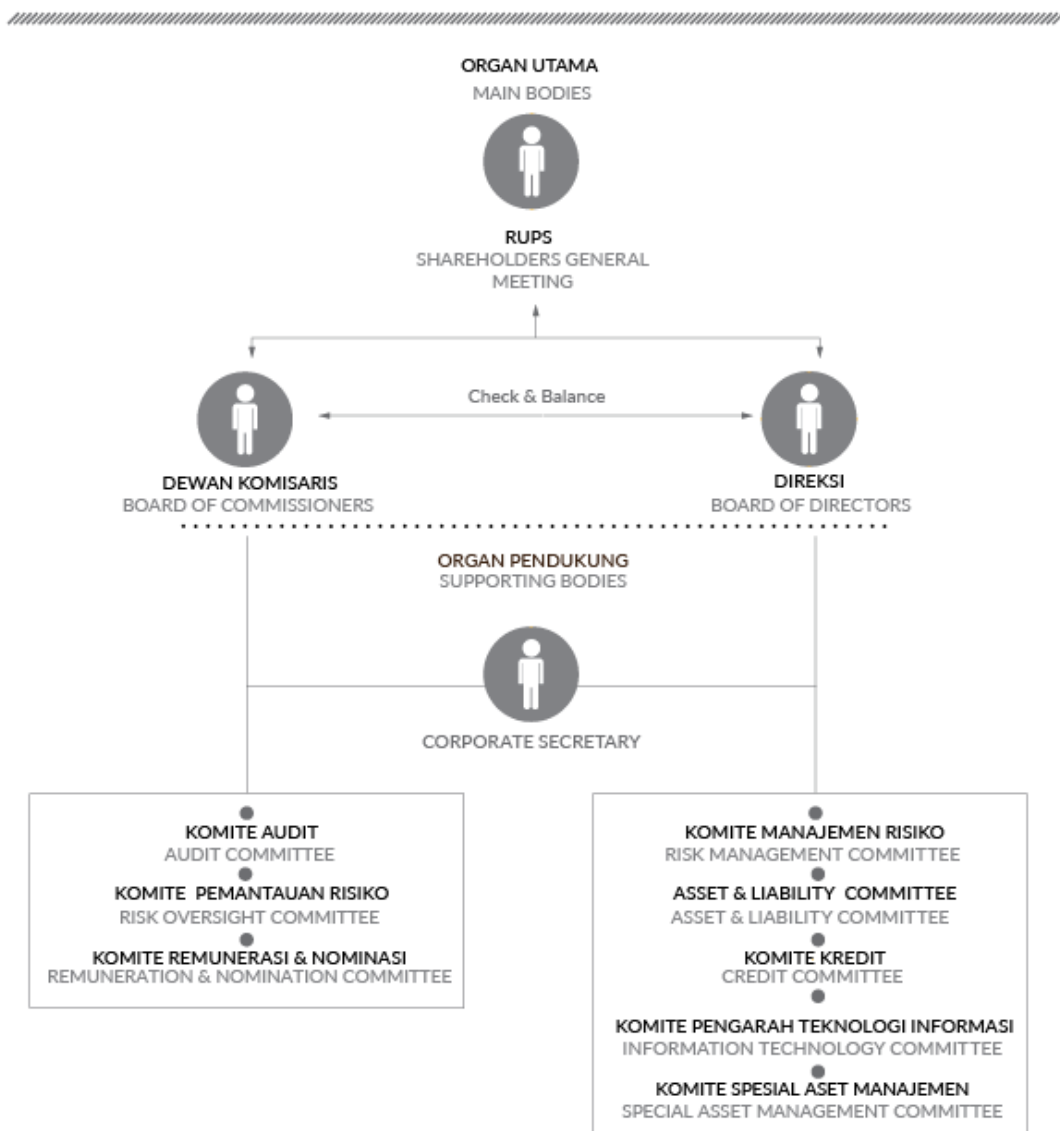 ORGAN UTAMA
MAIN BODIES
RUPS
SHAREHOLDERS GENERAL
MEETING
Check & Balance
DEWAN KOMISARIS
BOARD OF COMMISSIONERS
DIREKSI
BOARD OF DIRECTORS
ORGAN PENDUKUNG
SUPPORTING BODIES
CORPORATE SECRETARY
KOMITE AUDIT
AUDIT COMMITTEE
KOMITE PEMANTAUAN RISIKO
RISK OVERSIGHT COMMITTEE
KOMITE REMUNERASI & NOMINASI
REMUNERATION & NOMINATION COMMITTEE
KOMITE MANAJEMEN RISIKO
RISK MANAGEMENT COMMITTEE
ASSET & LIABILITY COMMITTEE
ASSET & LIABILITY COMMITTEE
KOMITE KREDIT
CREDIT COMMITTEE
KOMITE PENGARAH TEKNOLOGI INFORMASI
INFORMATION TECHNOLOGY COMMITTEE
KOMITE SPESIAL ASET MANAJEMEN
SPECIAL ASSET MANAGEMENT COMMITTEE